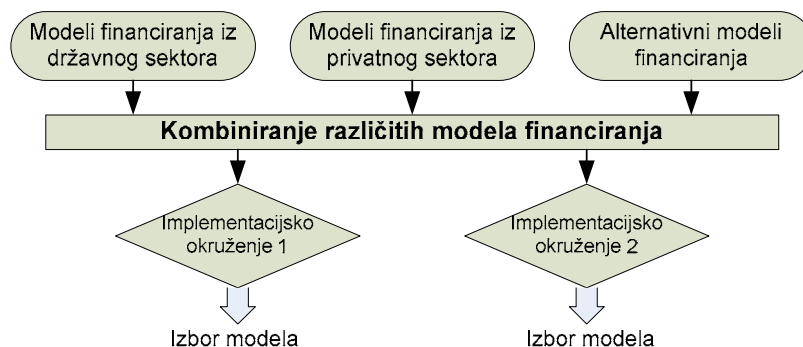 Modeli financiranja iz
državnog sektora
Modeli financiranja iz
privatnog sektora
Alternativni modeli
financiranja
Kombiniranje različitih modela financiranja
Implementacijsko
okruženje 1
Implementacijsko
okruženje 2
Izbor modela
Izbor modela